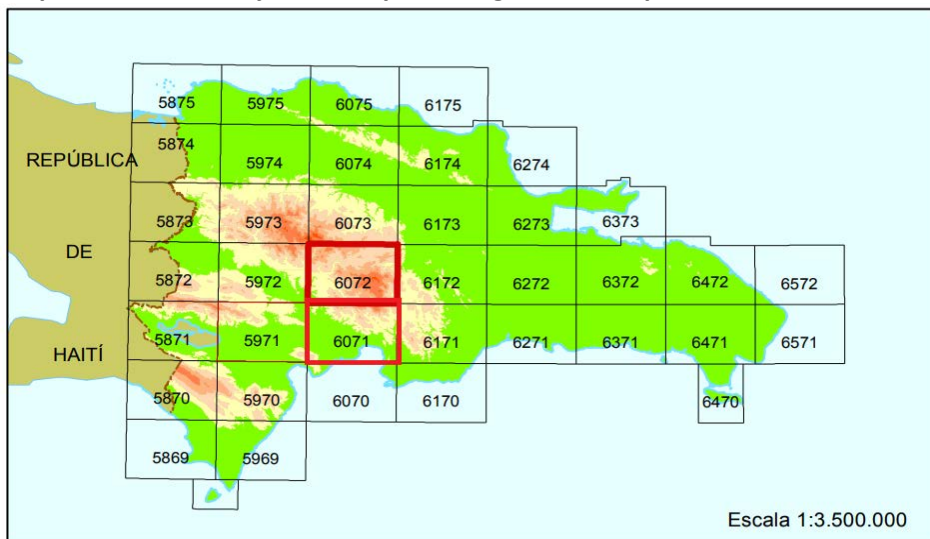 5875 5975 6075 6175
5874
REPÚBLICA 5974 6074 6174 6274
5873 5973 6073 6173 6273 6373
DE
5872 5972 6072 6172 6272 6372 6472 6572
HAITÍ 5871 5971 6071 6171 6271 6371 6471 6571
5870 5970 6070 6170 6470
5869 5969
Escala 1:3.500.000